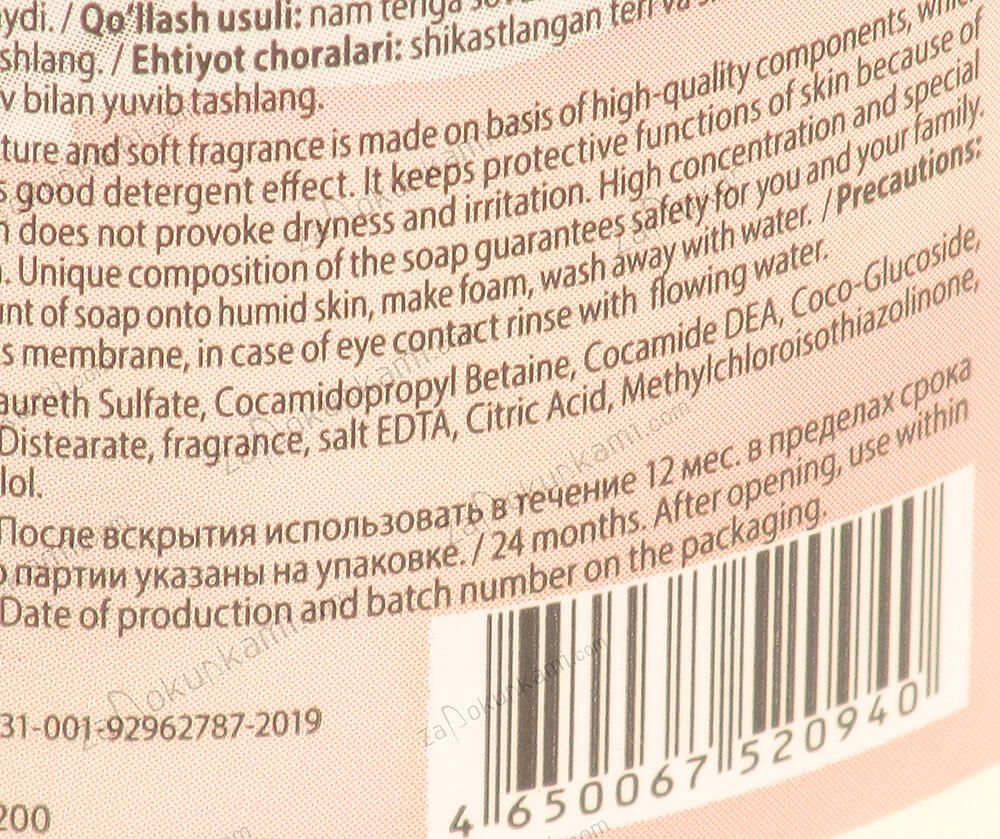 ydi. / Qo'llash usuli: nam teriga
shlang. / Ehtiyot choralari: shikastlangan teri va
v bilan yuvib tashlang.
ture and soft fragrance is made on basis of high-quality components,
s good detergent effect. It keeps protective functions of skin because of
does not provoke dryness and irritation. High concentration and special
. Unique composition of the soap guarantees safety for you and your family.
nt of soap onto humid skin, make foam, wash away with water. / Precautions:
s membrane, in case of eye contact rinse with flowing water.
aureth Sulfate, Cocamidopropyl Betaine, Cocamide DEA, Coco-Glucoside,
Distearate, fragrance, salt EDTA, Citric Acid, Methylchloroisothiazolinone,
lol.
После вскрытия использовать в течение 12 мес. в пределах срока
партии указаны на упаковке. / 24 months. After opening, use within
Date of production and batch number on the packaging.
31-001-92962787-2019
200
4 650067 520940
zaPokupkami.com